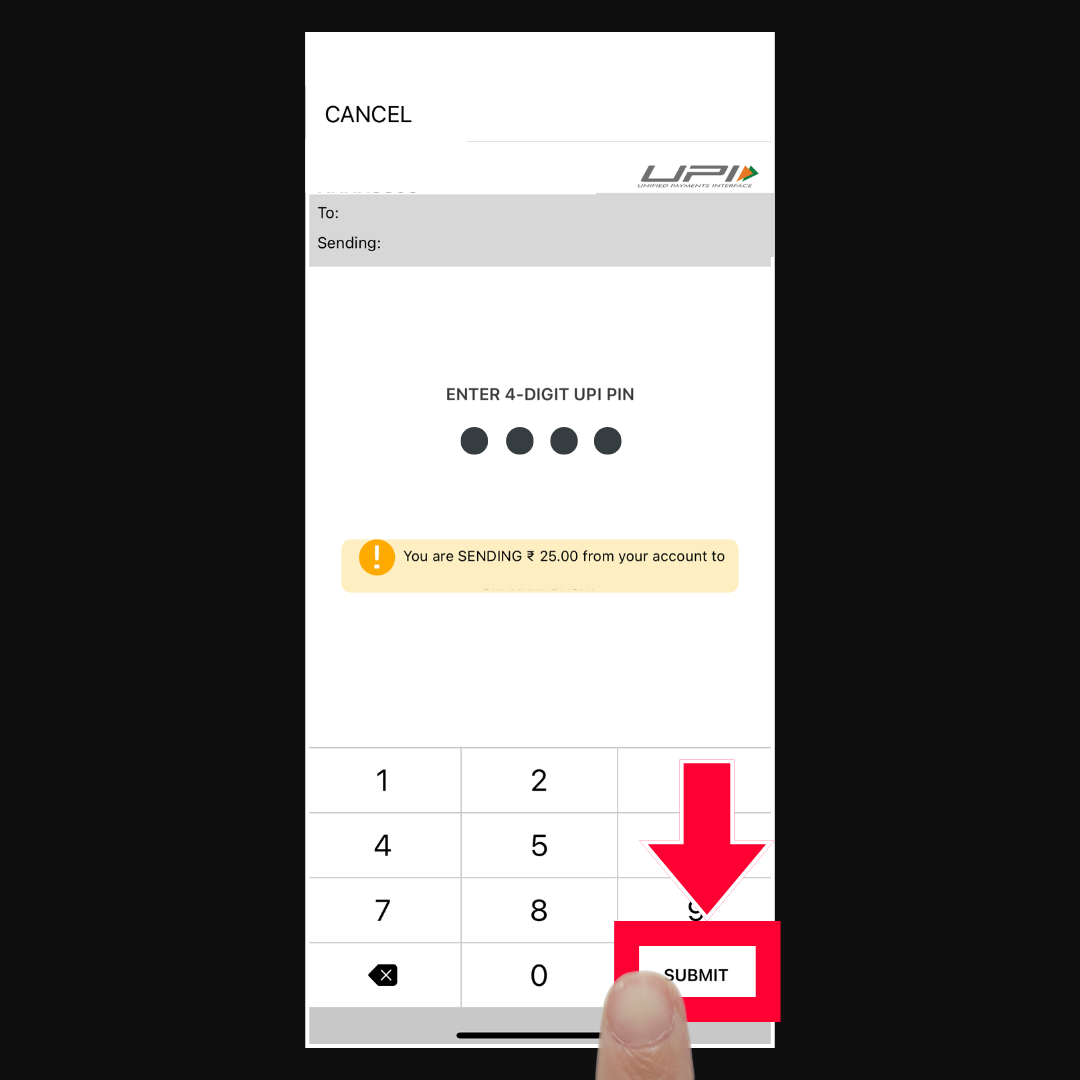 CANCEL
UPI
UNIFIED PAYMENTS INTERFACE
To:
Sending:
ENTER 4-DIGIT UPI PIN
You are SENDING ₹ 25.00 from your account to
1 2
4 5
7 8 9
0 SUBMIT